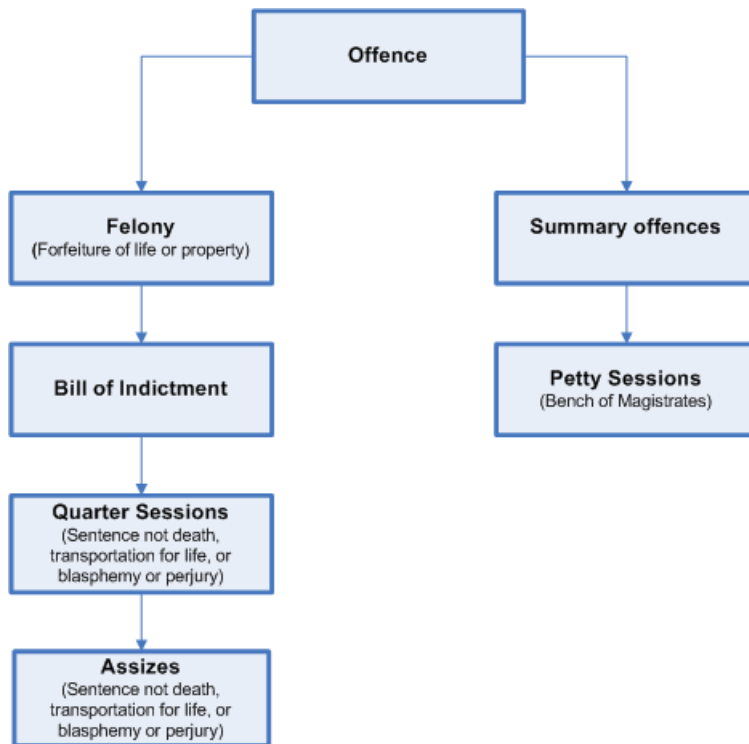 Offence
Felony
(Forfeiture of life or property)
Summary offences
Bill of Indictment
Petty Sessions
(Bench of Magistrates)
Quarter Sessions
(Sentence not death,
transportation for life, or
blasphemy or perjury)
Assizes
(Sentence not death,
transportation for life, or
blasphemy or perjury)